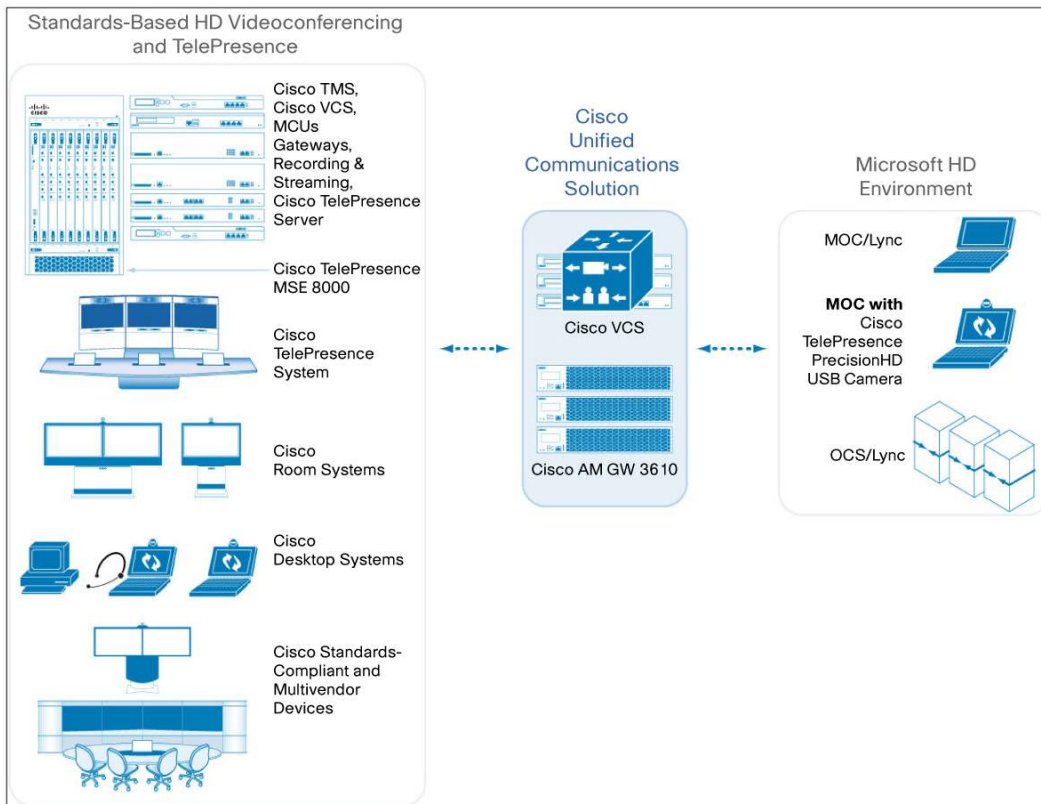 Standards-Based HD Videoconferencing
and TelePresence
CISCO
Cisco TMS,
Cisco VCS,
MCUs
Gateways,
Recording &
Streaming,
Cisco TelePresence
Server
Cisco TelePresence
MSE 8000
Cisco
TelePresence
System
Cisco
Room Systems
Cisco
Desktop Systems
Cisco Standards-
Compliant and
Multivendor
Devices
Cisco
Unified
Communications
Solution
Cisco VCS
Cisco AM GW 3610
Microsoft HD
Environment
MOC/Lync
MOC with
Cisco
TelePresence
PrecisionHD
USB Camera
OCS/Lync